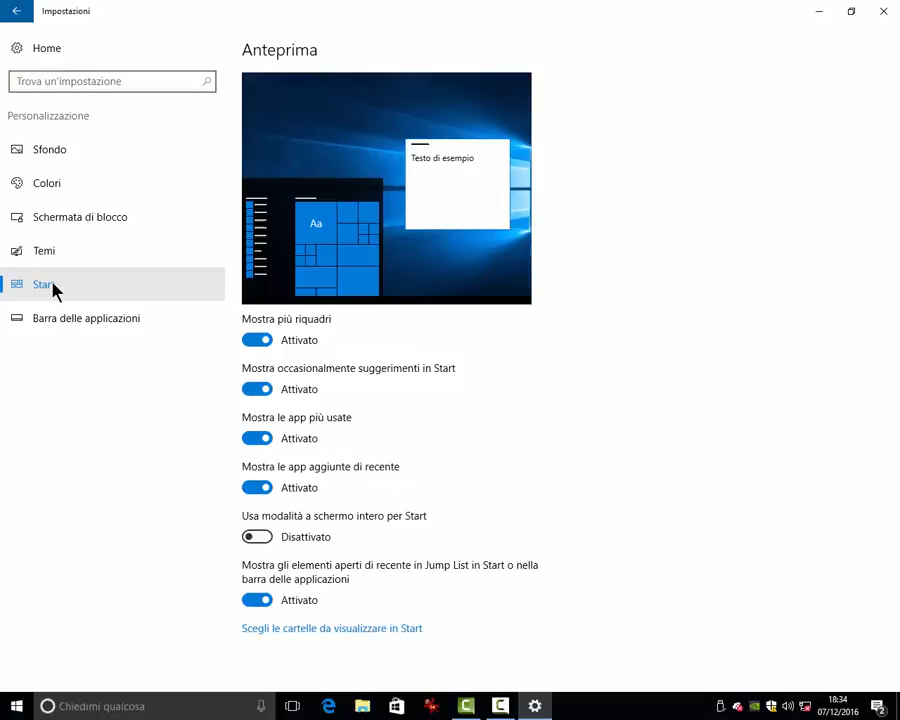 Impostazioni
Home
Trova un'impostazione
Personalizzazione
Sfondo
Colori
Schermata di blocco
Temi
Start
Barra delle applicazioni
Anteprima
Testo di esempio
Aa
Mostra più riquadri
Attivato
Mostra occasionalmente suggerimenti in Start
Attivato
Mostra le app più usate
Attivato
Mostra le app aggiunte di recente
Attivato
Usa modalità a schermo intero per Start
Disattivato
Mostra gli elementi aperti di recente in Jump List in Start o nella
barra delle applicazioni
Attivato
Scegli le cartelle da visualizzare in Start
Chiedimi qualcosa
18:34
07/12/2016
2